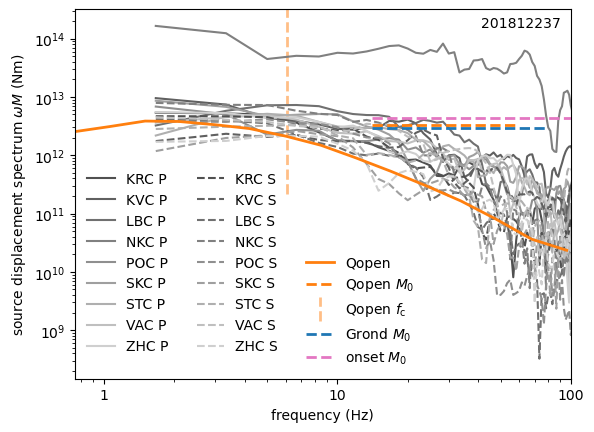 201812237
source displacement spectrum ωM (Nm)
10¹⁴
10¹³
10¹²
10¹¹
10¹⁰
10⁹
KRC P
KVC P
LBC P
NKC P
POC P
SKC P
STC P
VAC P
ZHC P
KRC S
KVC S
LBC S
NKC S
POC S
SKC S
STC S
VAC S
ZHC S
Qopen
Qopen M₀
Qopen f_c
Grond M₀
onset M₀
1
10
100
frequency (Hz)